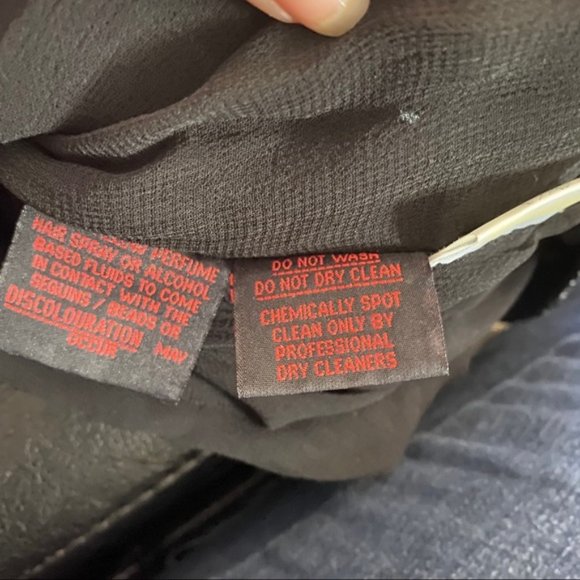 PERFUME
HAIR SPRAY OR ALCOHOL
BASED FLUIDS TO COME
IN CONTACT WITH THE
SEQUINS / BEADS OR
DISCOLOURATION MAY
OCCUR
DO NOT WASH
DO NOT DRY CLEAN
CHEMICALLY SPOT
CLEAN ONLY BY
PROFESSIONAL
DRY CLEANERS